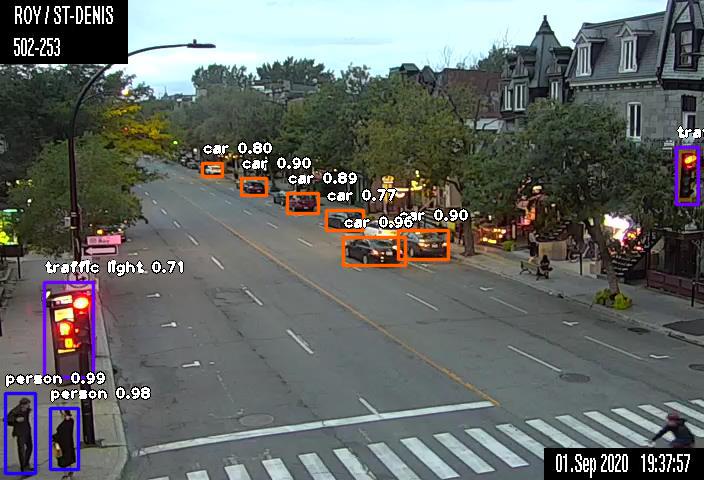 ROY / ST-DENIS
502-253
car 0.80
car 0.90
car 0.89
car 0.77
car 0.96
car 0.90
traf
traffic light 0.71
person 0.99
person 0.98
01.Sep 2020 19:37:57